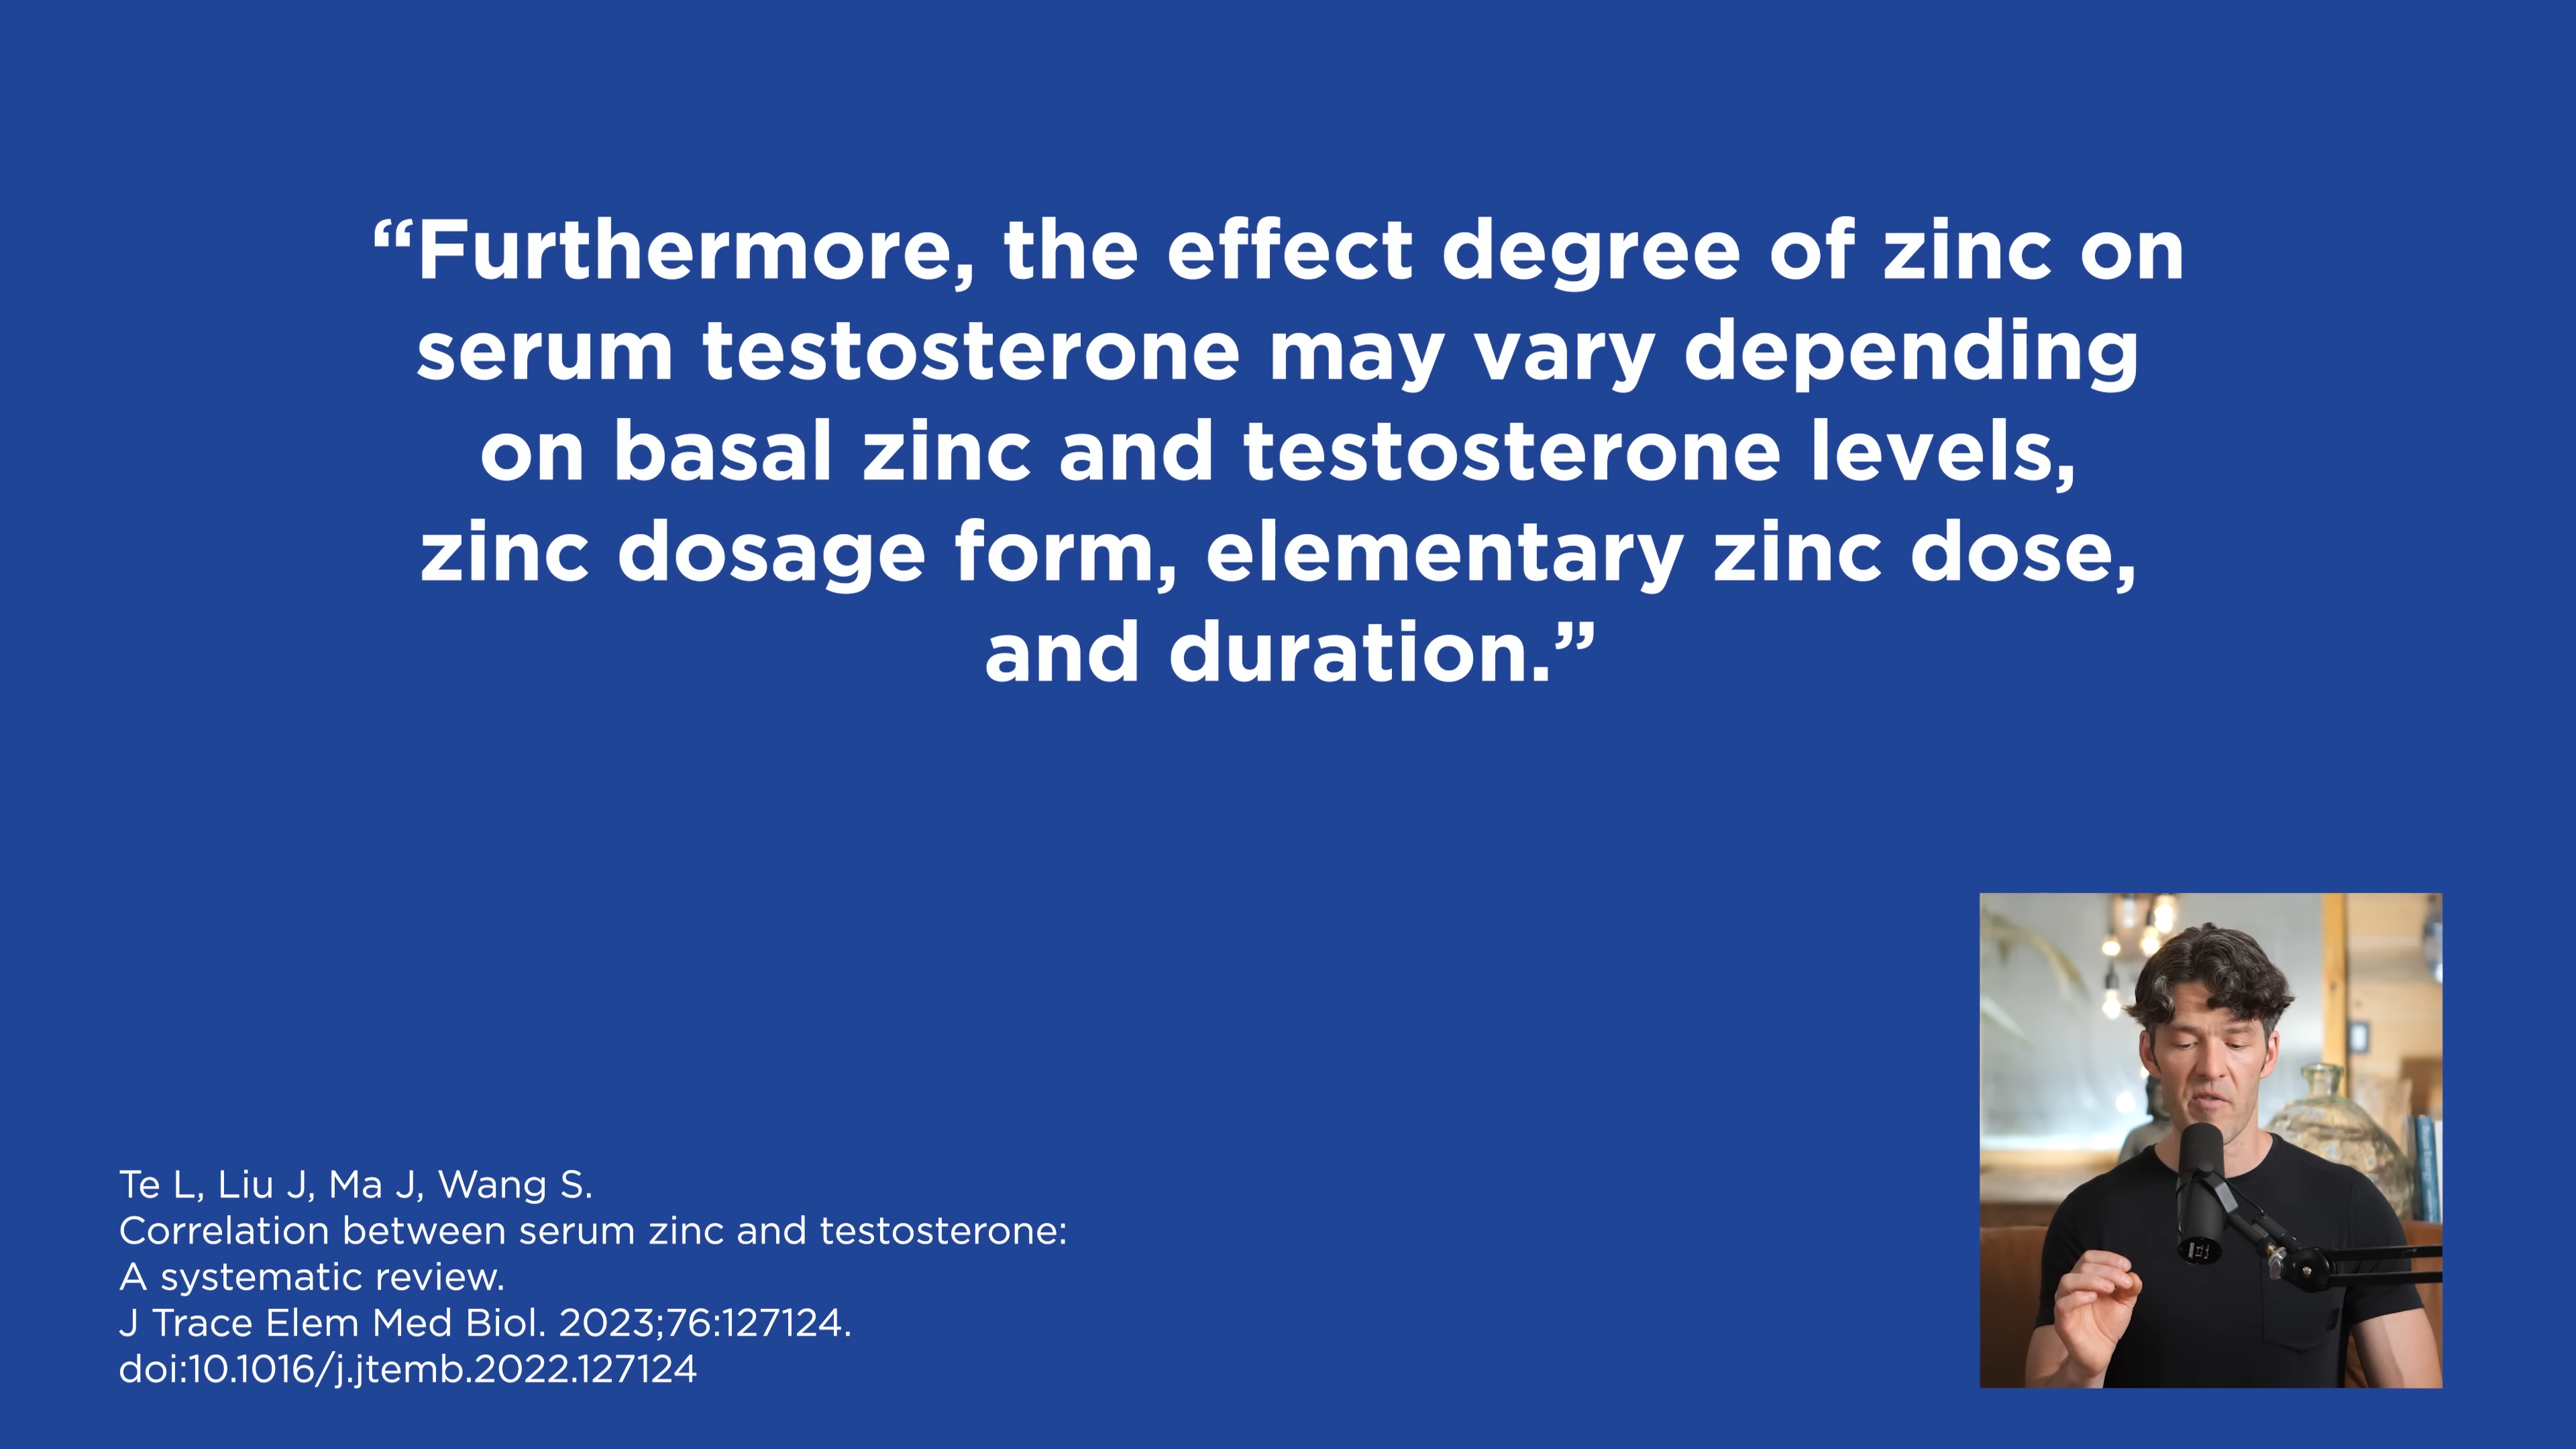 “Furthermore, the effect degree of zinc on
serum testosterone may vary depending
on basal zinc and testosterone levels,
zinc dosage form, elementary zinc dose,
and duration.”
Te L, Liu J, Ma J, Wang S.
Correlation between serum zinc and testosterone:
A systematic review.
J Trace Elem Med Biol. 2023;76:127124.
doi:10.1016/j.jtemb.2022.127124